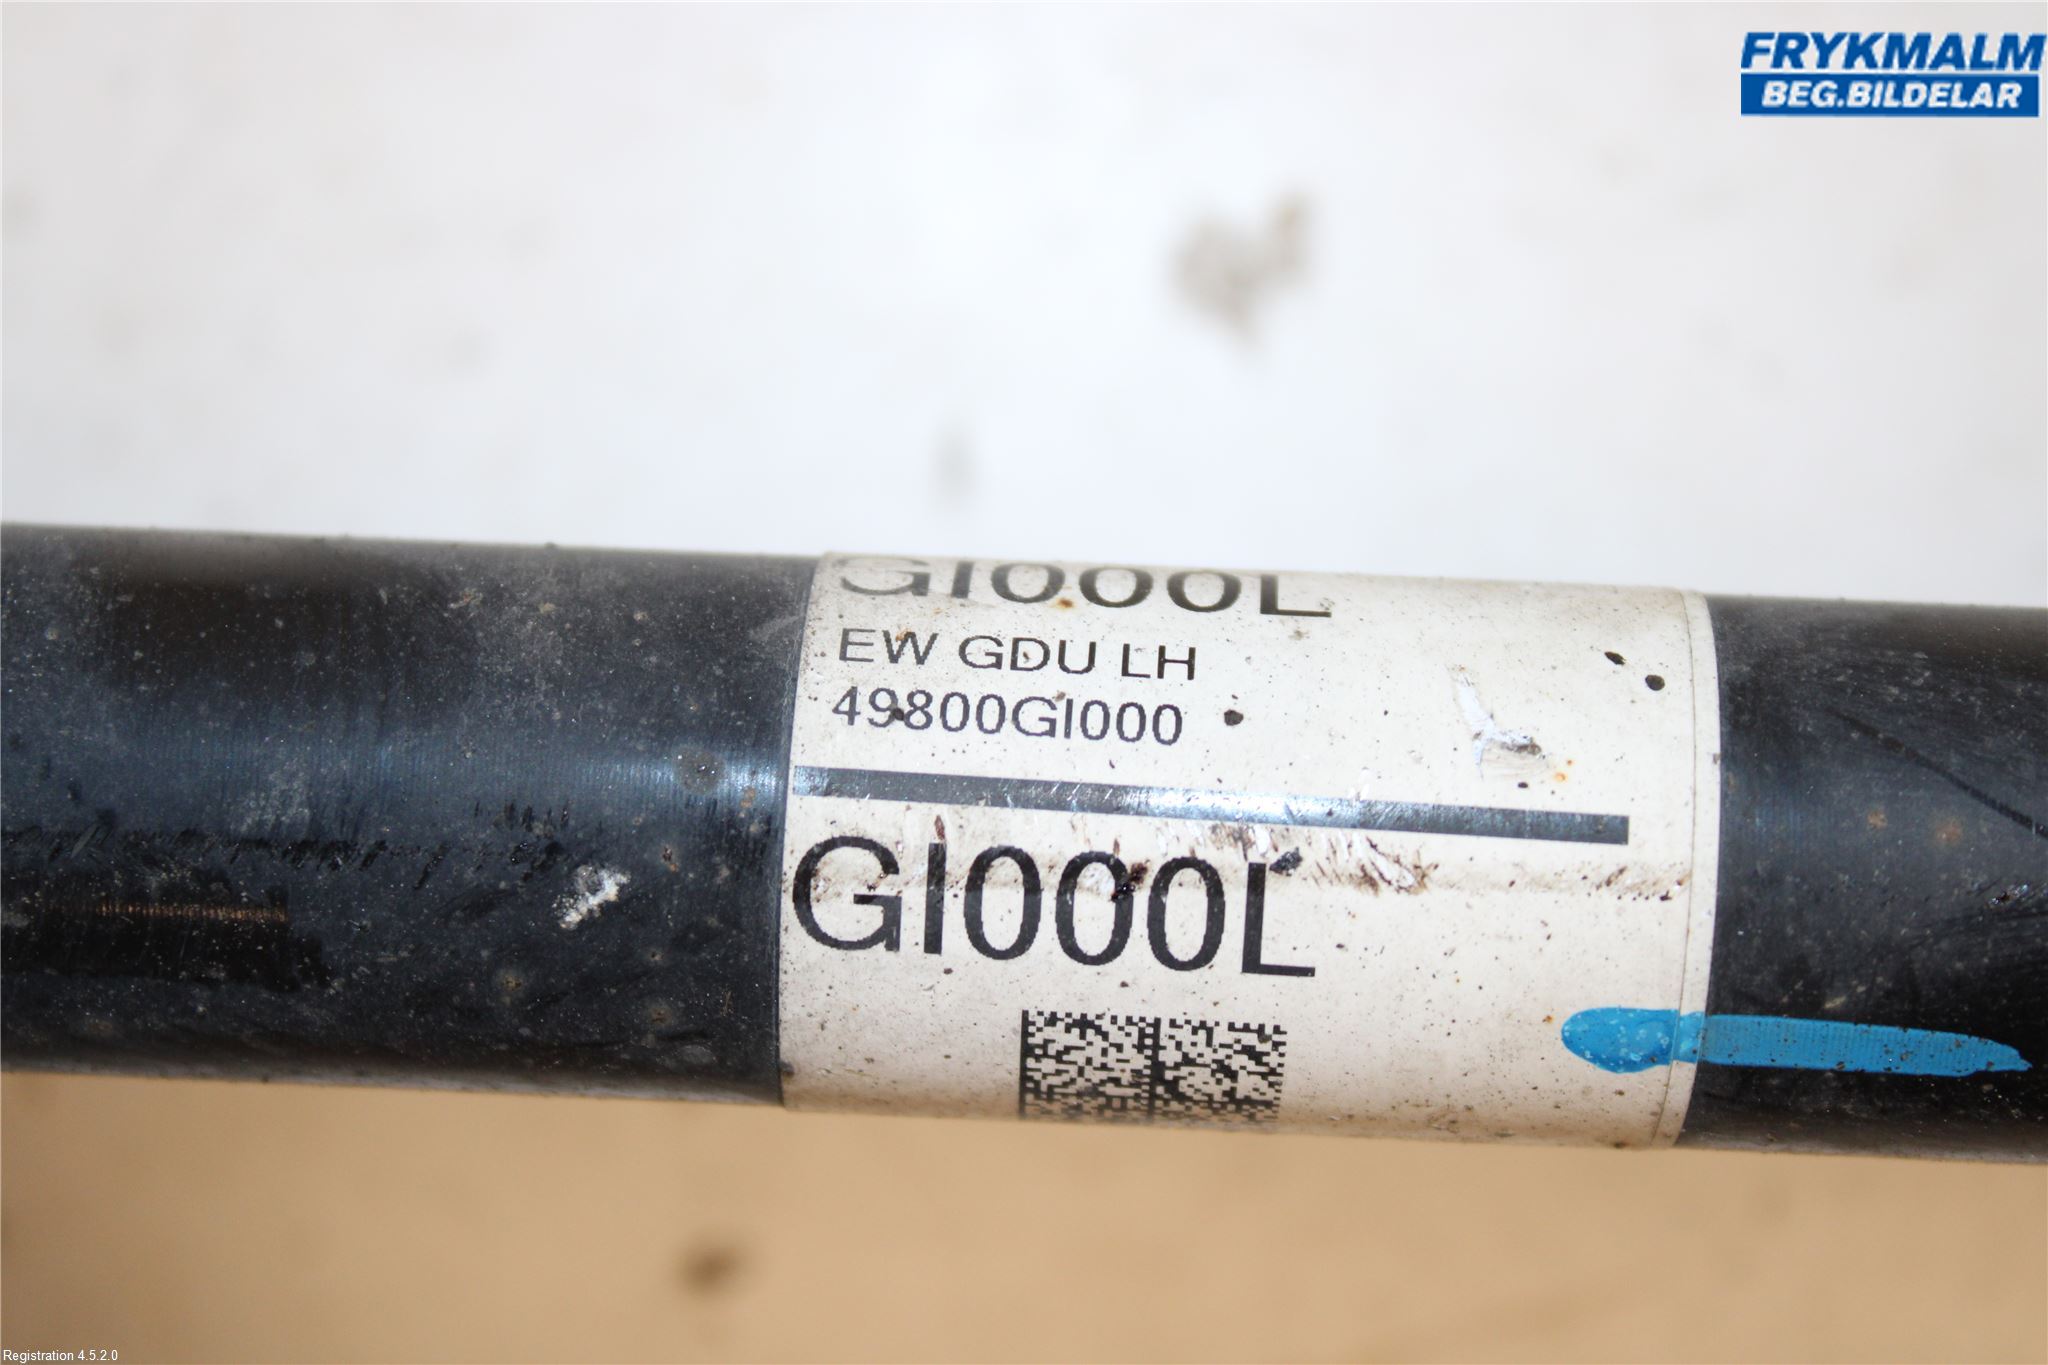 FRYKMALM
BEG.BILDELAR
GI000L
EW GDU LH
49800GI000
GI000L
Registration 4.5.2.0